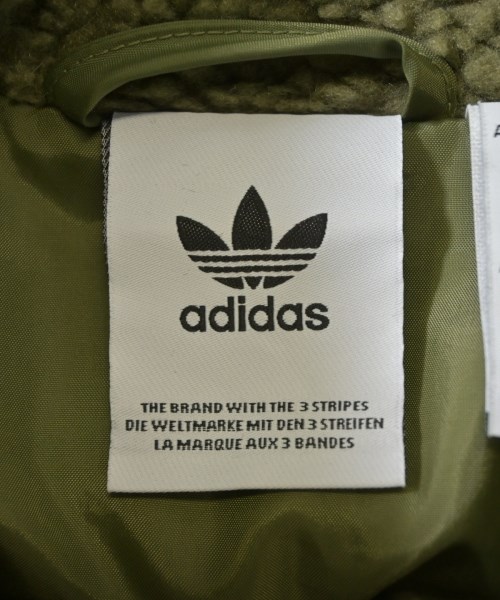 adidas
THE BRAND WITH THE 3 STRIPES
DIE WELTMARKE MIT DEN 3 STREIFEN
LA MARQUE AUX 3 BANDES